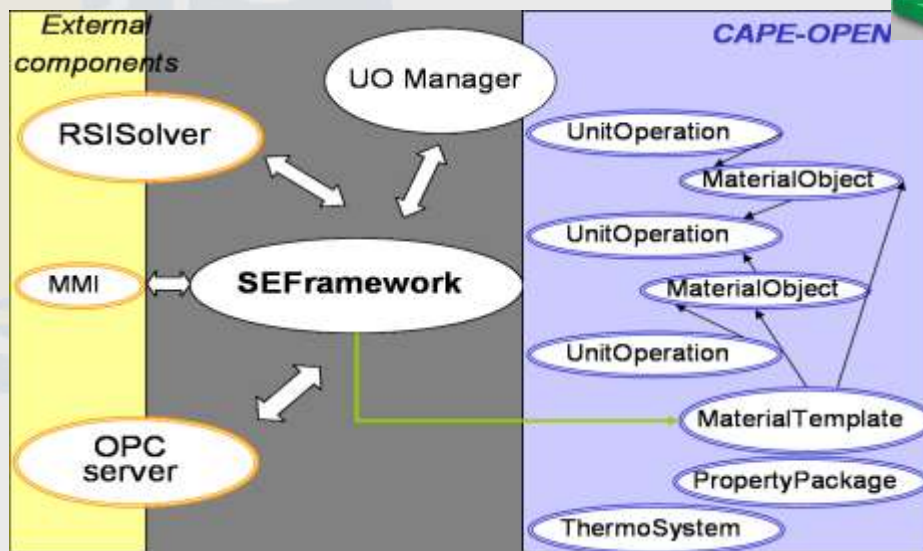 External
components
CAPE-OPEN
UO Manager
RSISolver
UnitOperation
MaterialObject
UnitOperation
MMI
SEFramework
MaterialObject
UnitOperation
MaterialTemplate
OPC
server
PropertyPackage
ThermoSystem